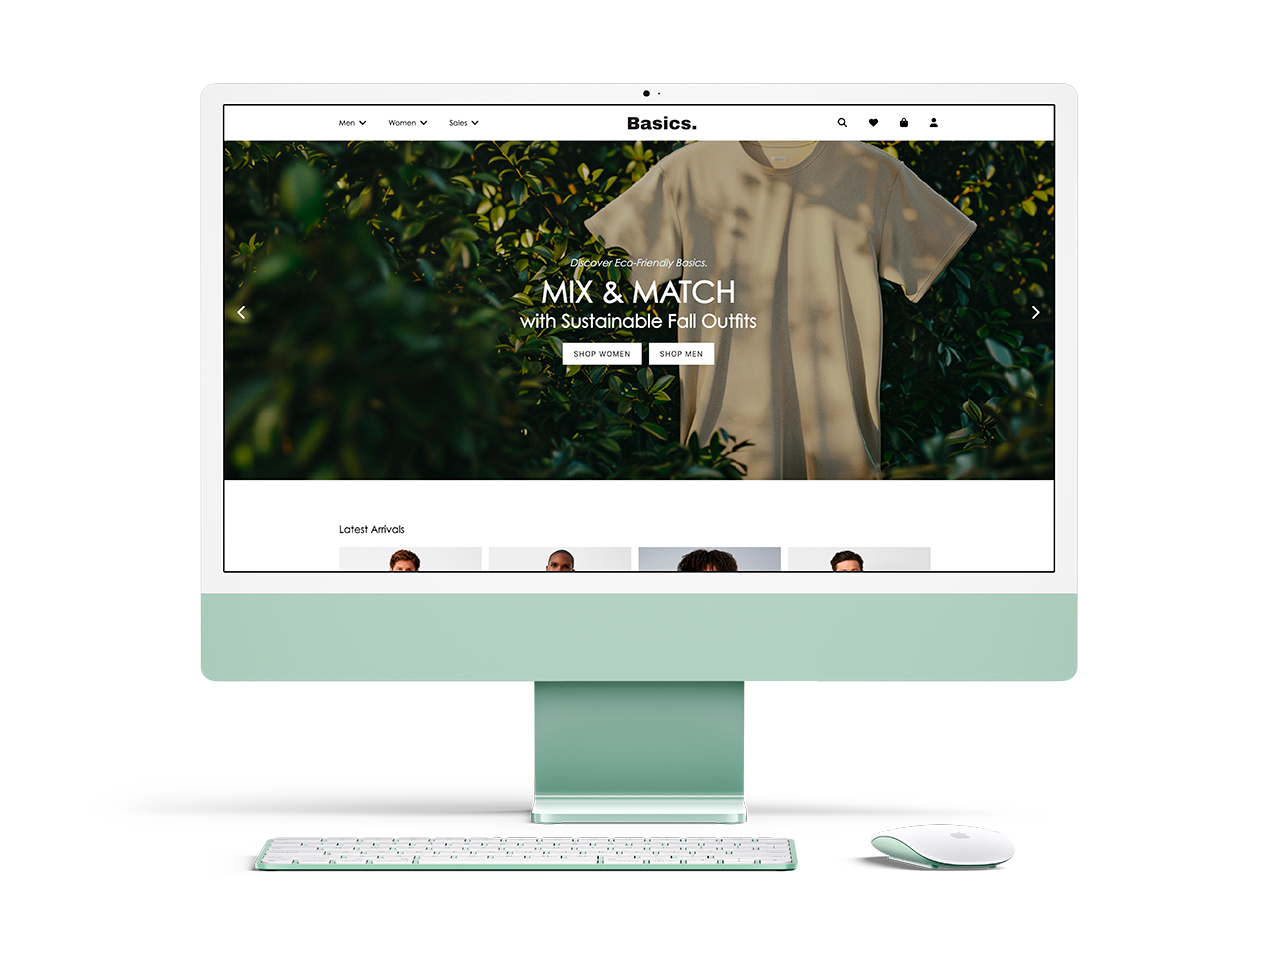 Men
Women
Sales
Basics.
Discover Eco-Friendly Basics.
MIX & MATCH
with Sustainable Fall Outfits
SHOP WOMEN
SHOP MEN
Latest Arrivals